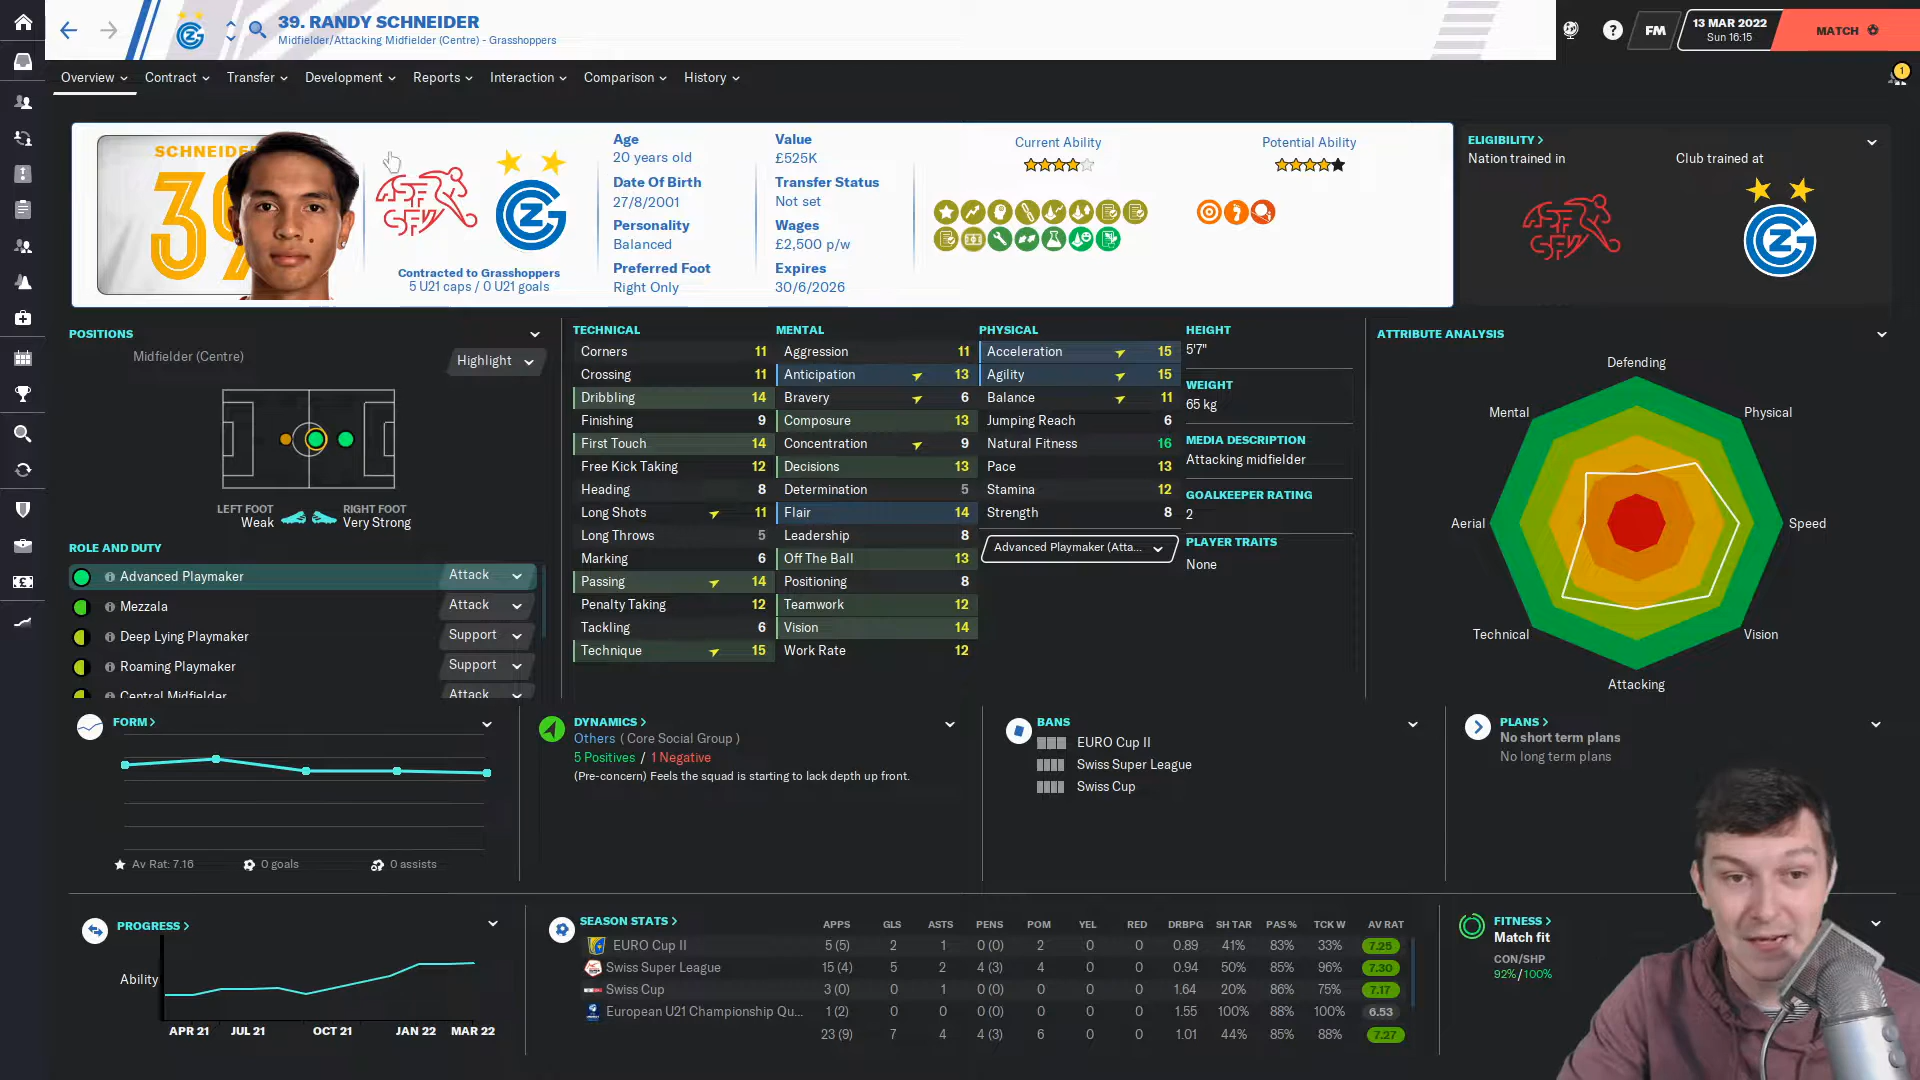 39. RANDY SCHNEIDER
Midfielder/Attacking Midfielder (Centre) - Grasshoppers
? FM
13 MAR 2022
Sun 16:15
MATCH
Overview Contract Transfer Development Reports Interaction Comparison History
1
SCHNEIDER
39
Contracted to Grasshoppers
5 U21 caps / 0 U21 goals
Age
20 years old
Date Of Birth
27/8/2001
Personality
Balanced
Preferred Foot
Right Only
Value
£525K
Transfer Status
Not set
Wages
£2,500 p/w
Expires
30/6/2026
Current Ability
Potential Ability
ELIGIBILITY >
Nation trained in
Club trained at
POSITIONS
Midfielder (Centre)
Highlight
LEFT FOOT
Weak
RIGHT FOOT
Very Strong
ROLE AND DUTY
Advanced Playmaker Attack
Mezzala Attack
Deep Lying Playmaker Support
Roaming Playmaker Support
Central Midfielder Attack
TECHNICAL
Corners 11
Crossing 11
Dribbling 14
Finishing 9
First Touch 14
Free Kick Taking 12
Heading 8
Long Shots 11
Long Throws 5
Marking 6
Passing 14
Penalty Taking 12
Tackling 6
Technique 15
MENTAL
Aggression 11
Anticipation 13
Bravery 6
Composure 13
Concentration 9
Decisions 13
Determination 5
Flair 14
Leadership 8
Off The Ball 13
Positioning 8
Teamwork 12
Vision 14
Work Rate 12
PHYSICAL
Acceleration 15
Agility 15
Balance 11
Jumping Reach 6
Natural Fitness 16
Pace 13
Stamina 12
Strength 8
Advanced Playmaker (Atta...
HEIGHT
5'7"
WEIGHT
65 kg
MEDIA DESCRIPTION
Attacking midfielder
GOALKEEPER RATING
2
PLAYER TRAITS
None
ATTRIBUTE ANALYSIS
Defending
Mental
Physical
Aerial
Speed
Technical
Vision
Attacking
FORM >
Av Rat: 7.16 0 goals 0 assists
DYNAMICS >
Others ( Core Social Group )
5 Positives / 1 Negative
(Pre-concern) Feels the squad is starting to lack depth up front.
BANS
EURO Cup II
Swiss Super League
Swiss Cup
PLANS >
No short term plans
No long term plans
PROGRESS >
Ability
APR 21 JUL 21 OCT 21 JAN 22 MAR 22
SEASON STATS > APPS GLS ASTS PENS POM YEL RED DRBPG SH TAR PAS % TCK W AV RAT
EURO Cup II 5 (5) 2 1 0 (0) 2 0 0 0.89 41% 83% 33% 7.25
Swiss Super League 15 (4) 5 2 4 (3) 4 0 0 0.94 50% 85% 96% 7.30
Swiss Cup 3 (0) 0 1 0 (0) 0 0 0 1.64 20% 86% 75% 7.17
European U21 Championship Qu... 1 (2) 0 0 0 (0) 0 0 0 1.55 100% 88% 100% 6.53
23 (9) 7 4 4 (3) 6 0 0 1.01 44% 85% 88% 7.27
FITNESS >
Match fit
CON/SHP
92%/100%